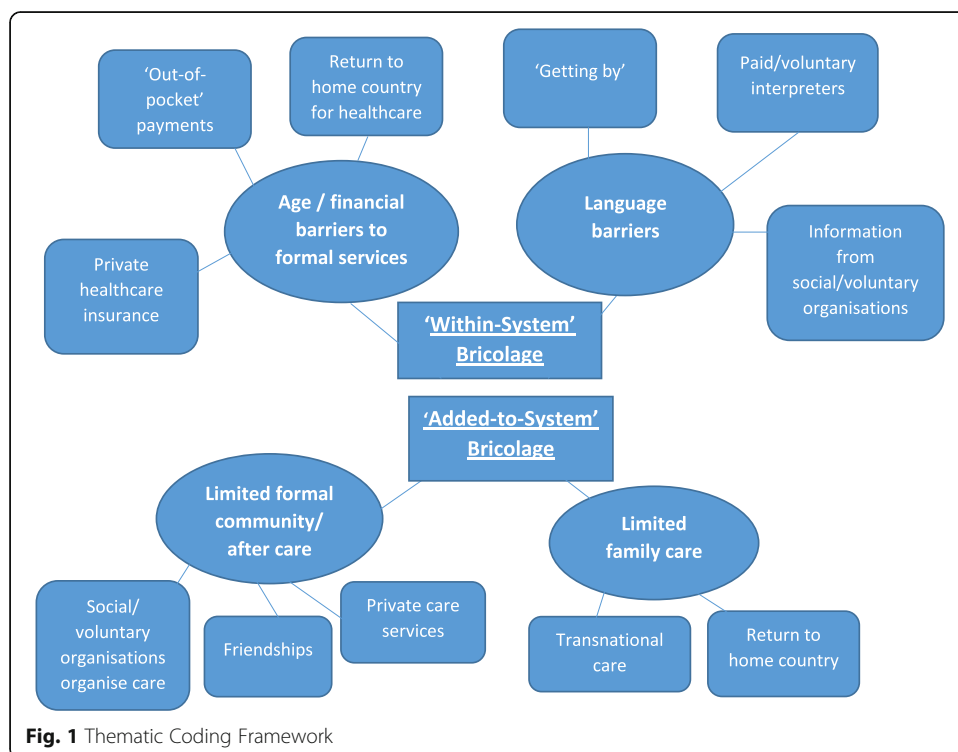 ‘Out-of-
pocket’
payments
Return to
home country
for healthcare
‘Getting by’
Paid/voluntary
interpreters
Age / financial
barriers to
formal services
Language
barriers
Private
healthcare
insurance
Information
from
social/voluntary
organisations
‘Within-System’
Bricolage
‘Added-to-System’
Bricolage
Limited formal
community/
after care
Limited
family care
Social/
voluntary
organisations
organise care
Friendships
Private care
services
Transnational
care
Return to
home country
Fig. 1 Thematic Coding Framework